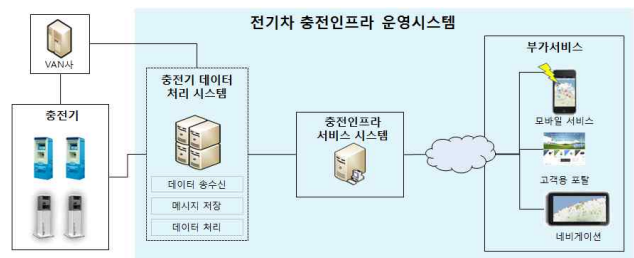 전기차 충전인프라 운영시스템
VAN사
충전기
충전기 데이터
처리 시스템
데이터 송수신
메시지 저장
데이터 처리
충전인프라
서비스 시스템
부가서비스
모바일 서비스
고객용 포탈
네비게이션